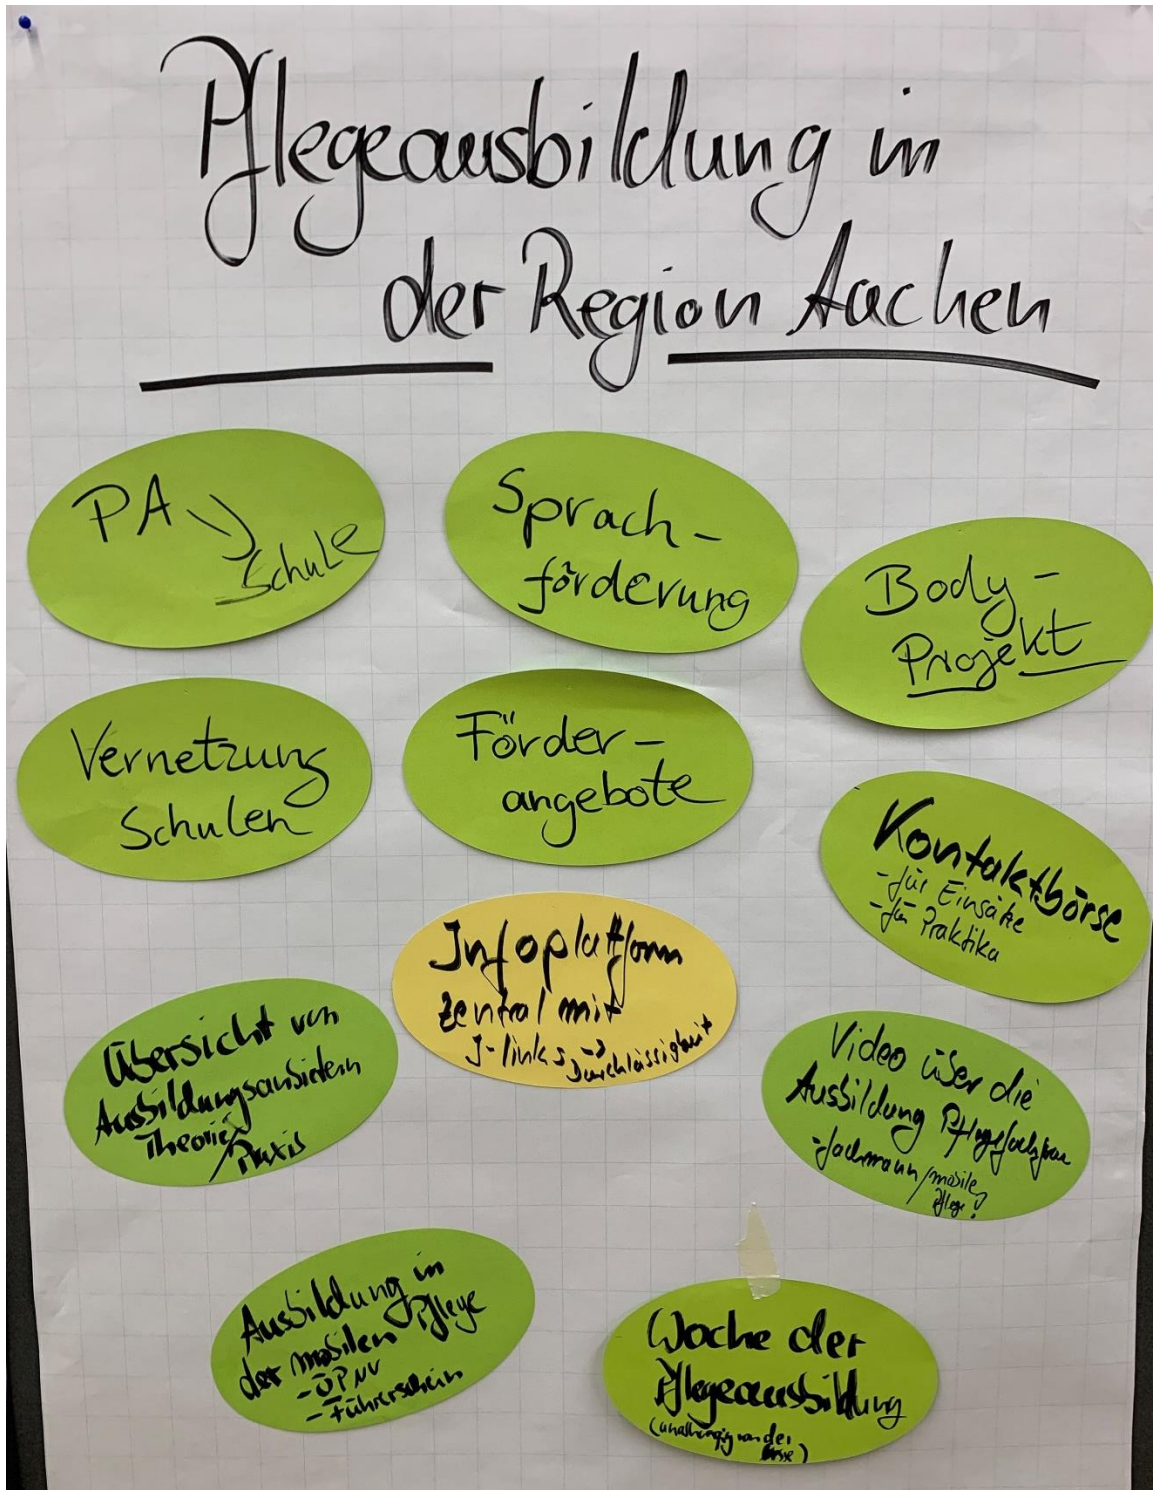 Pflegeausbildung in
der Region Aachen
PA
Schule
Sprach-
förderung
Body-
Projekt
Vernetzung
Schulen
Förder-
angebote
Kontaktbörse
- für Einsätze
- für Praktika
Infoplattform
zentral mit
links → Durchlässigkeit
Übersicht von
Ausbildungsanbietern
Theorie/
Praxis
Video über die
Ausbildung Pflegefachfrau
-fachmann/mobile
Pflege!
Ausbildung in
der mobilen Pflege
- ÖPNV
- Führerschein
Woche der
Pflegeausbildung
(unabhängig von der